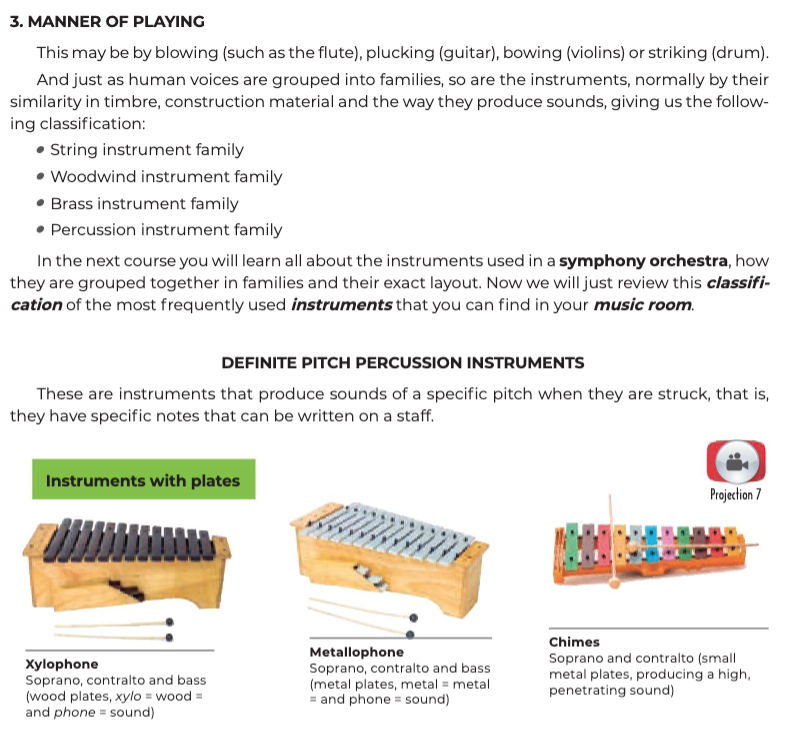 3. MANNER OF PLAYING
This may be by blowing (such as the flute), plucking (guitar), bowing (violins) or striking (drum).
And just as human voices are grouped into families, so are the instruments, normally by their
similarity in timbre, construction material and the way they produce sounds, giving us the follow-
ing classification:
• String instrument family
• Woodwind instrument family
• Brass instrument family
• Percussion instrument family
In the next course you will learn all about the instruments used in a symphony orchestra, how
they are grouped together in families and their exact layout. Now we will just review this classifi-
cation of the most frequently used instruments that you can find in your music room.
DEFINITE PITCH PERCUSSION INSTRUMENTS
These are instruments that produce sounds of a specific pitch when they are struck, that is,
they have specific notes that can be written on a staff.
Instruments with plates
Projection 7
Xylophone
Soprano, contralto and bass
(wood plates, xylo = wood =
and phone = sound)
Metallophone
Soprano, contralto and bass
(metal plates, metal = metal
= and phone = sound)
Chimes
Soprano and contralto (small
metal plates, producing a high,
penetrating sound)